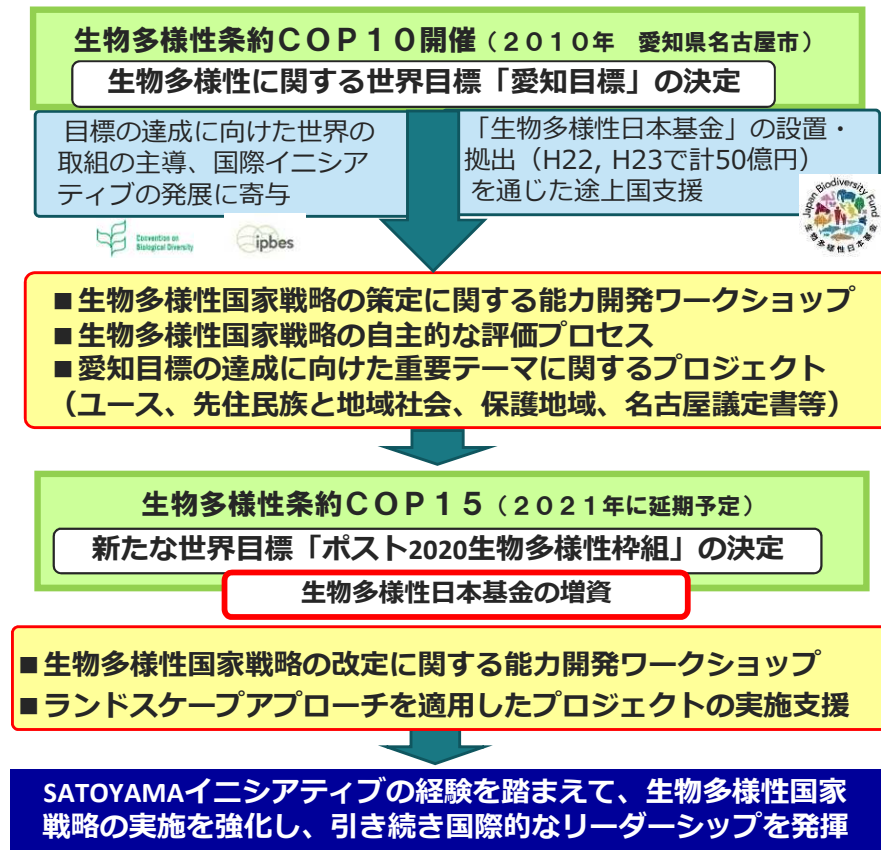 生物多様性条約ＣＯＰ１０開催（２０１０年　愛知県名古屋市）
生物多様性に関する世界目標「愛知目標」の決定
目標の達成に向けた世界の
取組の主導、国際イニシア
ティブの発展に寄与
「生物多様性日本基金」の設置・
拠出（H22, H23で計50億円）
を通じた途上国支援
Convention on
Biological Diversity
ipbes
Japan Biodiversity Fund
生物多様性日本基金
■生物多様性国家戦略の策定に関する能力開発ワークショップ
■生物多様性国家戦略の自主的な評価プロセス
■愛知目標の達成に向けた重要テーマに関するプロジェクト
（ユース、先住民族と地域社会、保護地域、名古屋議定書等）
生物多様性条約ＣＯＰ１５（２０２１年に延期予定）
新たな世界目標「ポスト2020生物多様性枠組」の決定
生物多様性日本基金の増資
■生物多様性国家戦略の改定に関する能力開発ワークショップ
■ランドスケープアプローチを適用したプロジェクトの実施支援
SATOYAMAイニシアティブの経験を踏まえて、生物多様性国家
戦略の実施を強化し、引き続き国際的なリーダーシップを発揮